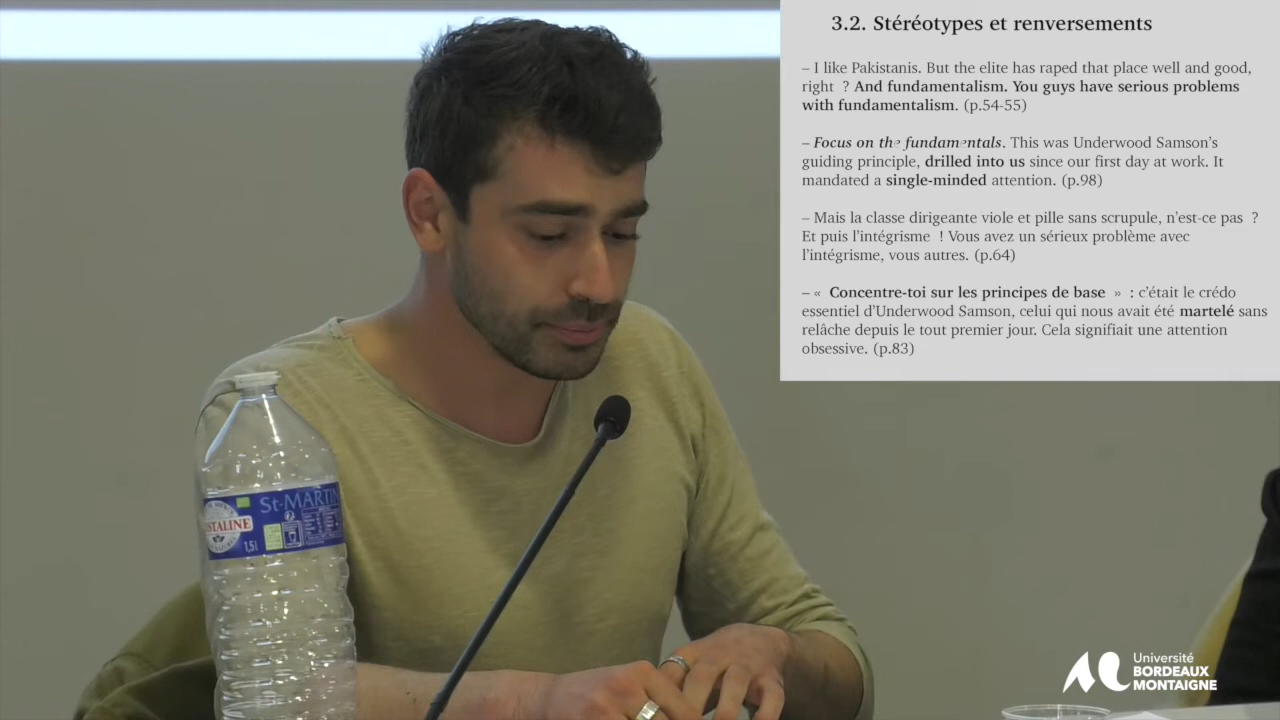 3.2. Stéréotypes et renversements
– I like Pakistanis. But the elite has raped that place well and good,
right ? And fundamentalism. You guys have serious problems
with fundamentalism. (p.54-55)
– Focus on the fundamentals. This was Underwood Samson's
guiding principle, drilled into us since our first day at work. It
mandated a single-minded attention. (p.98)
– Mais la classe dirigeante viole et pille sans scrupule, n'est-ce pas ?
Et puis l'intégrisme ! Vous avez un sérieux problème avec
l'intégrisme, vous autres. (p.64)
– « Concentre-toi sur les principes de base » : c'était le crédo
essentiel d'Underwood Samson, celui qui nous avait été martelé sans
relâche depuis le tout premier jour. Cela signifiait une attention
obsessive. (p.83)
St-MARTIN
STALINE
1,5l
Université
BORDEAUX
MONTAIGNE